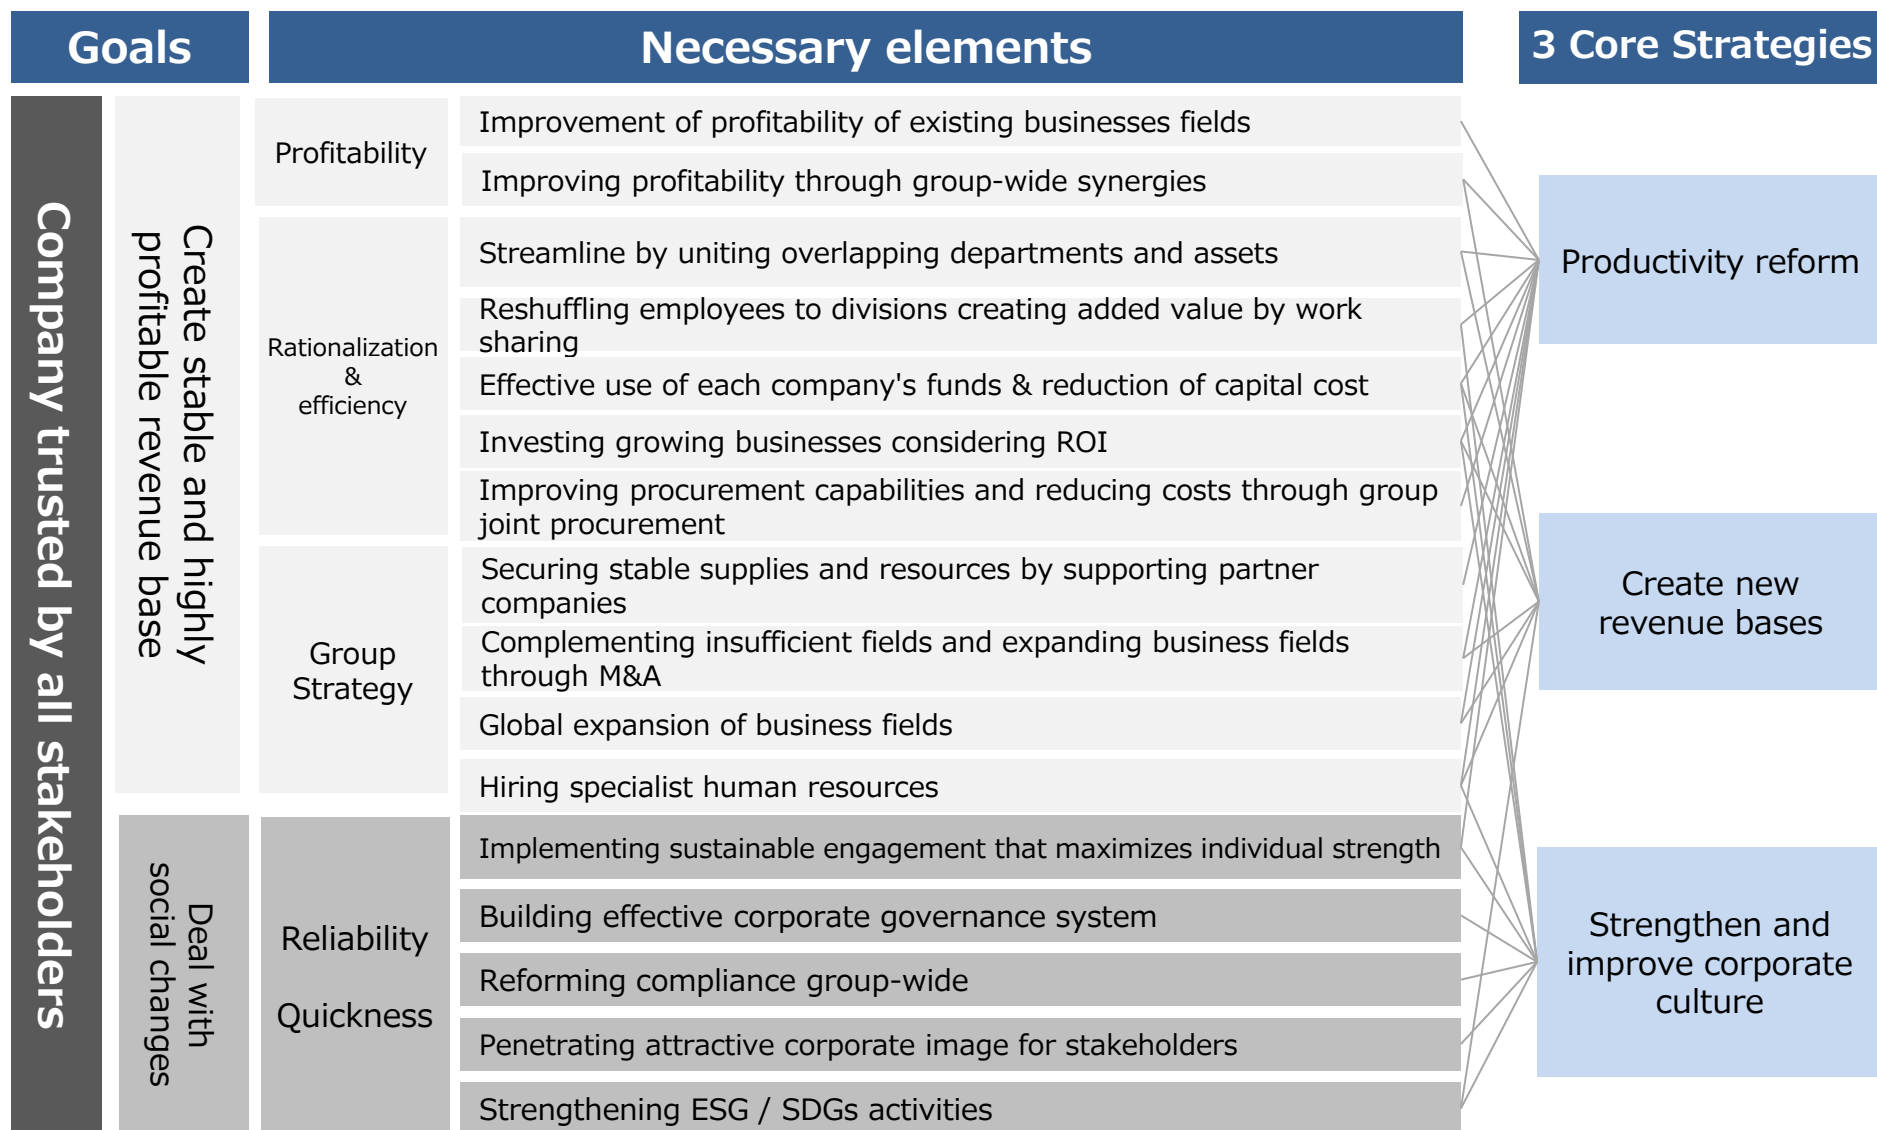 Goals
Necessary elements
3 Core Strategies
Company trusted by all stakeholders
Create stable and highly
profitable revenue base
Profitability
Improvement of profitability of existing businesses fields
Improving profitability through group-wide synergies
Rationalization
&
efficiency
Streamline by uniting overlapping departments and assets
Reshuffling employees to divisions creating added value by work
sharing
Effective use of each company's funds & reduction of capital cost
Investing growing businesses considering ROI
Improving procurement capabilities and reducing costs through group
joint procurement
Group
Strategy
Securing stable supplies and resources by supporting partner
companies
Complementing insufficient fields and expanding business fields
through M&A
Global expansion of business fields
Hiring specialist human resources
Deal with
social changes
Reliability
Quickness
Implementing sustainable engagement that maximizes individual strength
Building effective corporate governance system
Reforming compliance group-wide
Penetrating attractive corporate image for stakeholders
Strengthening ESG / SDGs activities
Productivity reform
Create new
revenue bases
Strengthen and
improve corporate
culture